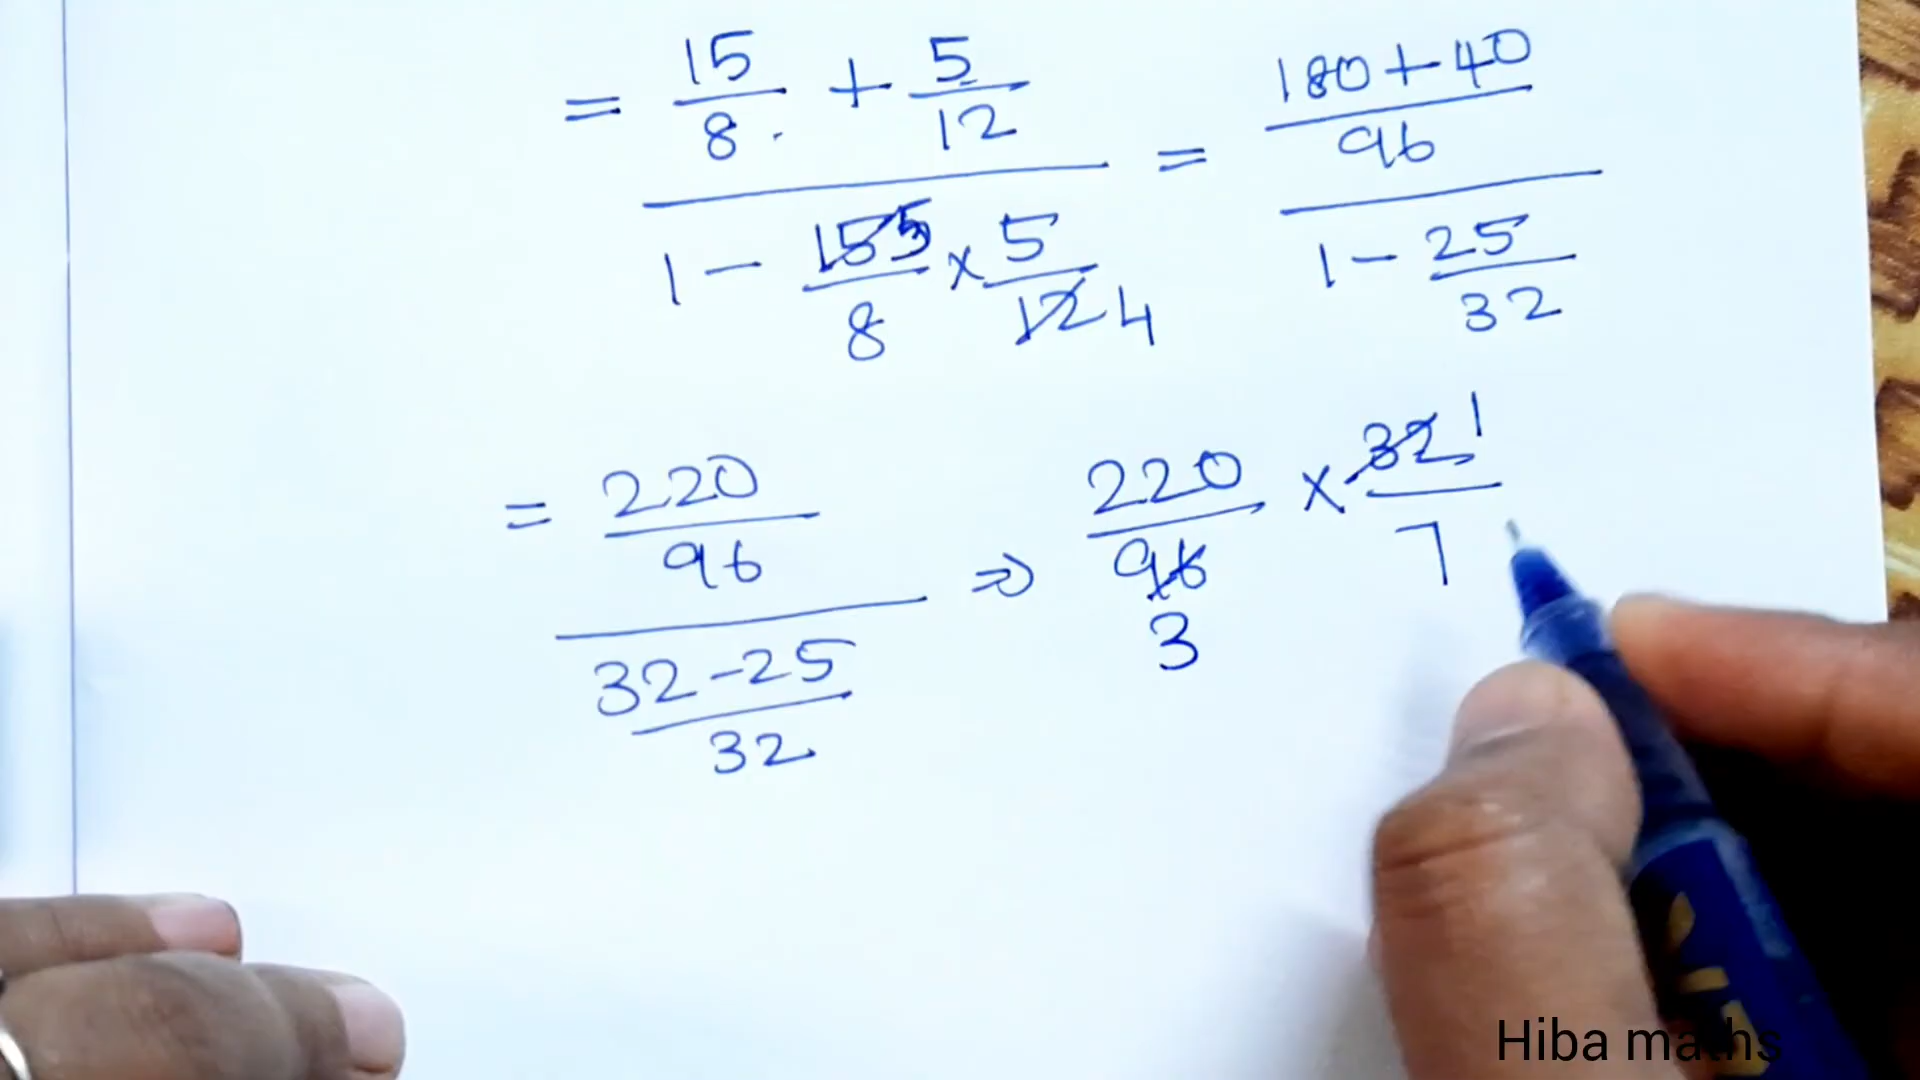 = 15/8 + 5/12 / 1 - 15 5/8 × 5/12 4 = 180+40/96 / 1 - 25/32
= 220/96 / 32-25/32 ⇒ 220/96 3 × 32 1/7
Hiba maths